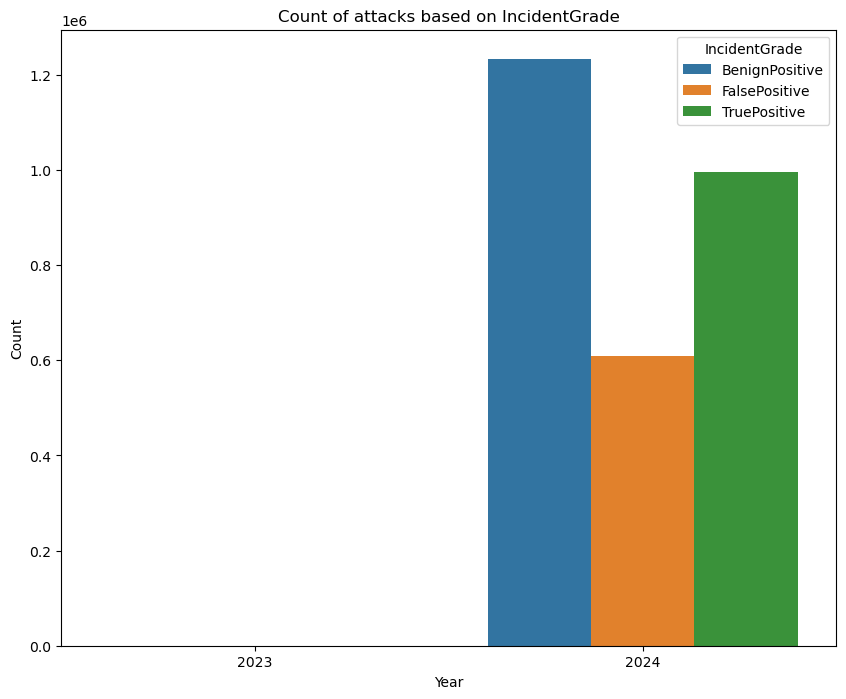 Count of attacks based on IncidentGrade
1e6
IncidentGrade
BenignPositive
FalsePositive
TruePositive
1.2
1.0
0.8
0.6
0.4
0.2
0.0
Count
2023
2024
Year